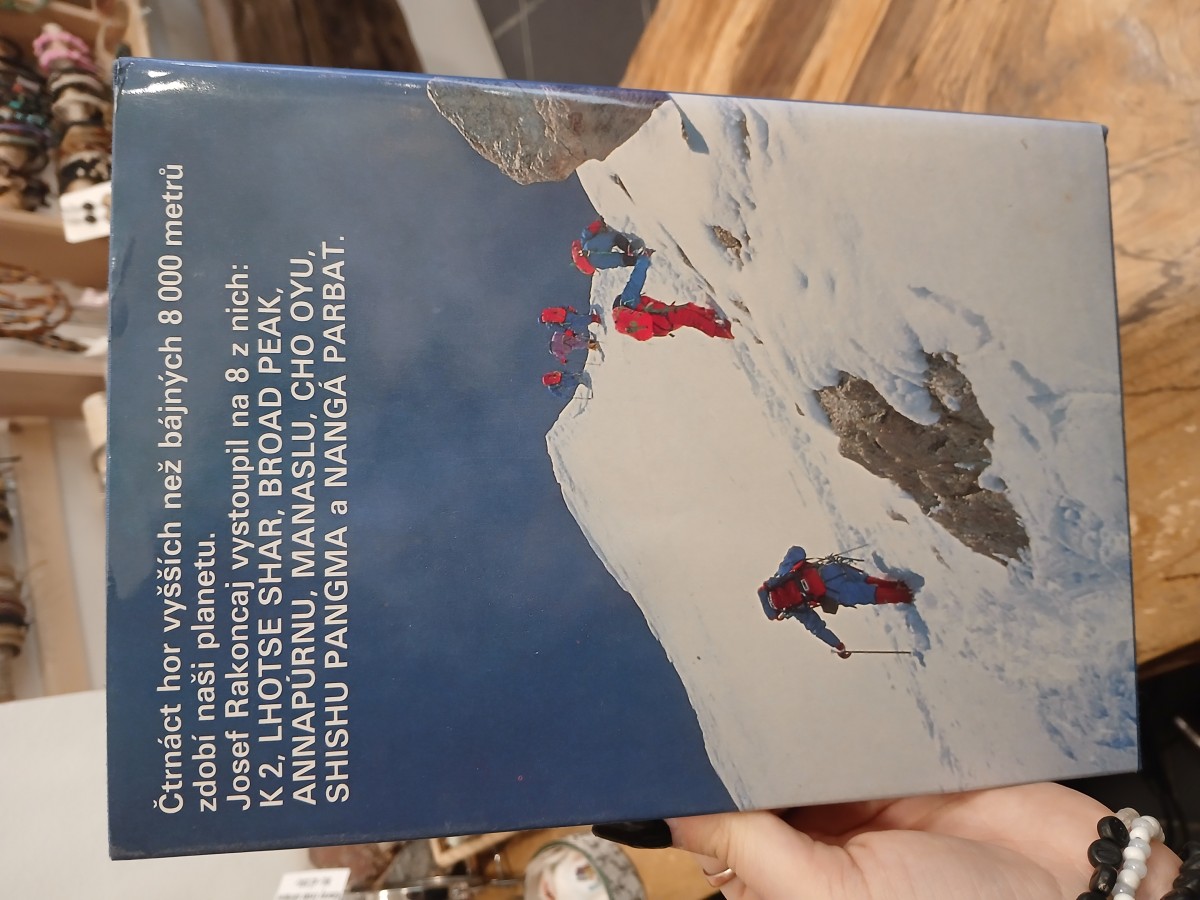 Čtrnáct hor vyšších než bájných 8 000 metrů
zdobí naši planetu.
Josef Rakoncaj vystoupil na 8 z nich:
K 2, LHOTSE SHAR, BROAD PEAK,
ANNAPÚRNU, MANASLU, CHO OYU,
SHISHU PANGMA a NANGÁ PARBAT.